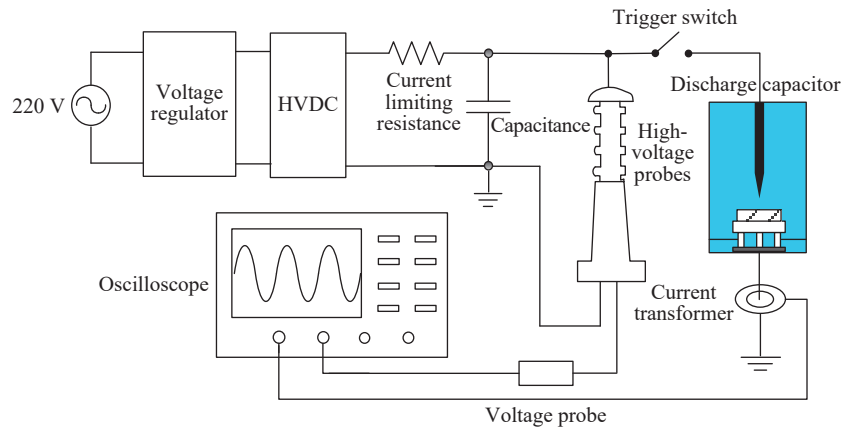 Trigger switch
220 V
Voltage
regulator
HVDC
Current
limiting
resistance
Capacitance
High-
voltage
probes
Discharge capacitor
Oscilloscope
Current
transformer
Voltage probe